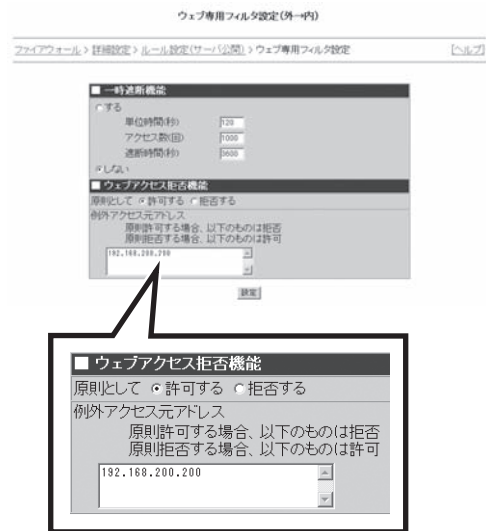 ウェブ専用フィルタ設定(外→内)
ファイアウォール > 詳細設定 > ルール設定(サーバ公開) > ウェブ専用フィルタ設定 [ヘルプ]
■ 一時遮断機能
する
単位時間(秒) 120
アクセス数(回) 1000
遮断時間(秒) 3600
しない
■ ウェブアクセス拒否機能
原則として 許可する 拒否する
例外アクセス元アドレス
原則許可する場合、以下のものは拒否
原則拒否する場合、以下のものは許可
192.168.200.200
設定
■ ウェブアクセス拒否機能
原則として 許可する 拒否する
例外アクセス元アドレス
原則許可する場合、以下のものは拒否
原則拒否する場合、以下のものは許可
192.168.200.200